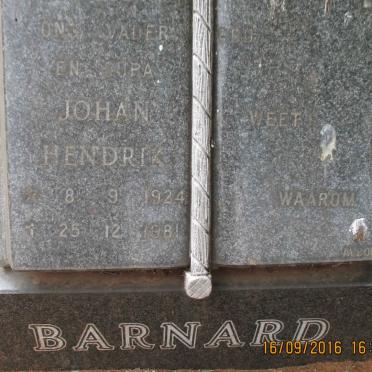 ONS VADER
EN OUPA
JOHAN
HENDRIK
* 8 9 1924
† 25 12 1981
WEET
WAAROM
BARNARD
16/09/2016 16